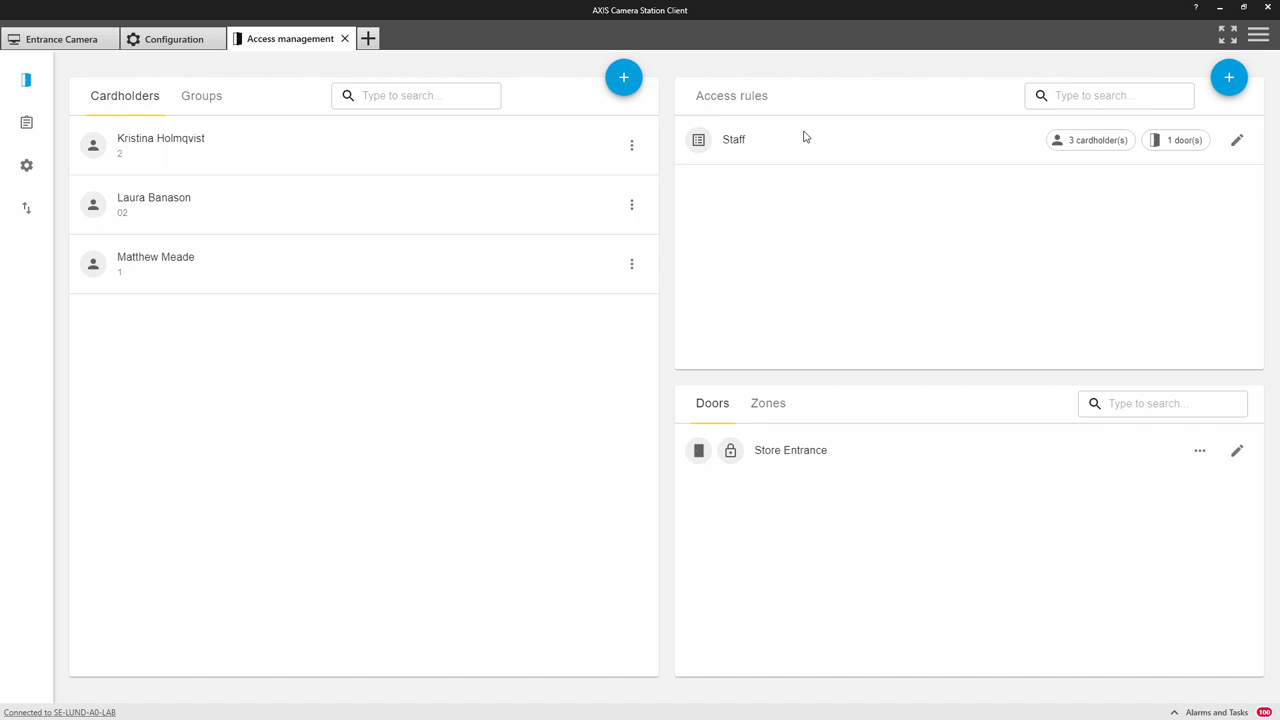 AXIS Camera Station Client
Entrance Camera
Configuration
Access management
Cardholders
Groups
Type to search...
Kristina Holmqvist
2
Laura Banason
02
Matthew Meade
1
Access rules
Type to search...
Staff
3 cardholder(s)
1 door(s)
Doors
Zones
Type to search...
Store Entrance
Connected to SE-LUND-A0-LAB
Alarms and Tasks
100